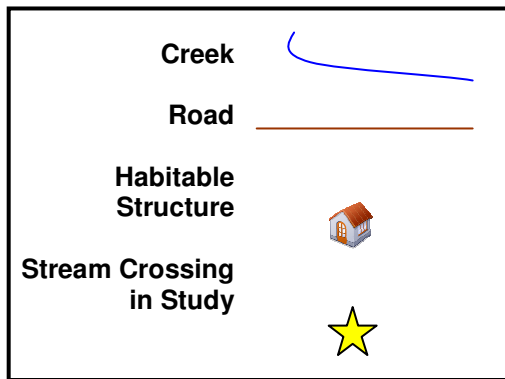 Creek
Road
Habitable
Structure
Stream Crossing
in Study